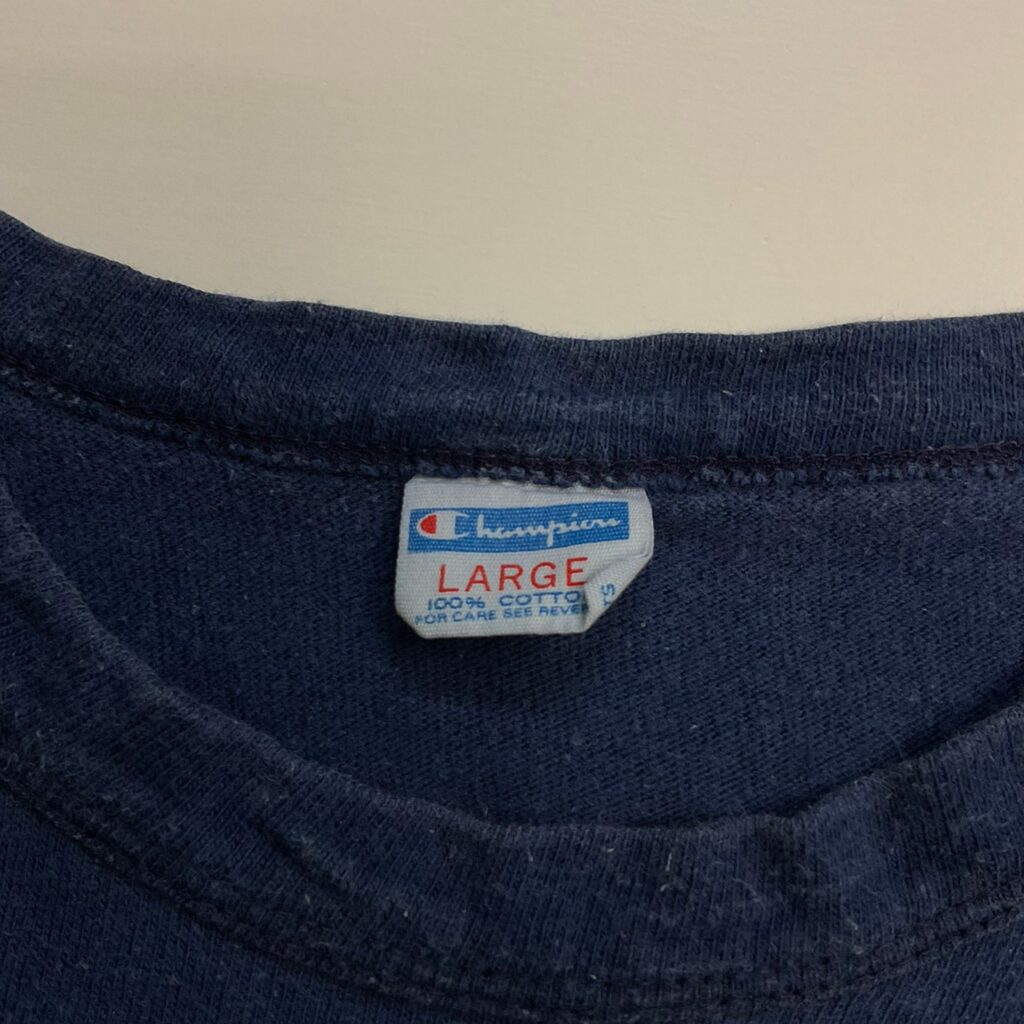 Champion
LARGE
100% COTTO
FOR CARE SEE REVE